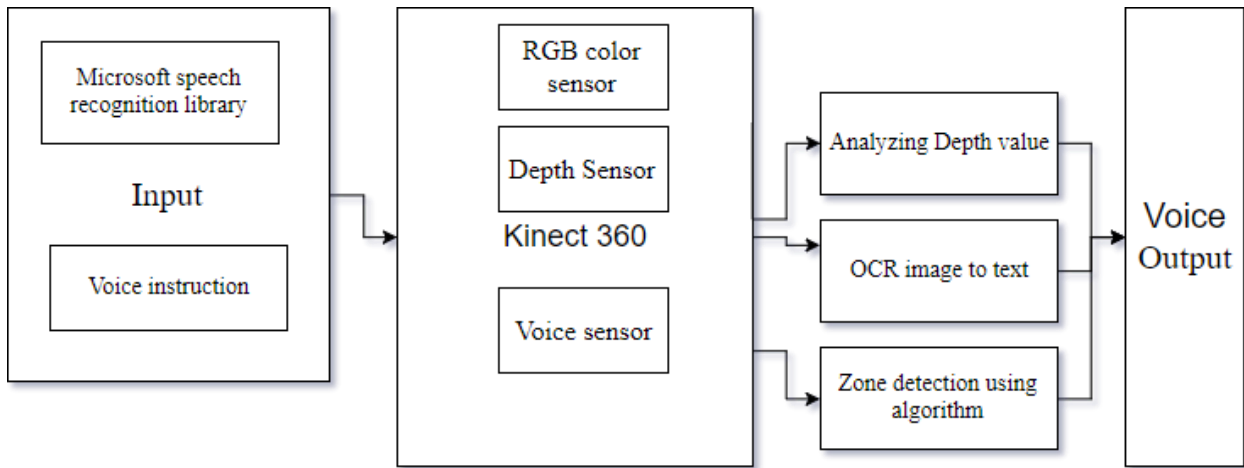 Microsoft speech
recognition library
Input
Voice instruction
RGB color
sensor
Depth Sensor
Kinect 360
Voice sensor
Analyzing Depth value
OCR image to text
Zone detection using
algorithm
Voice
Output